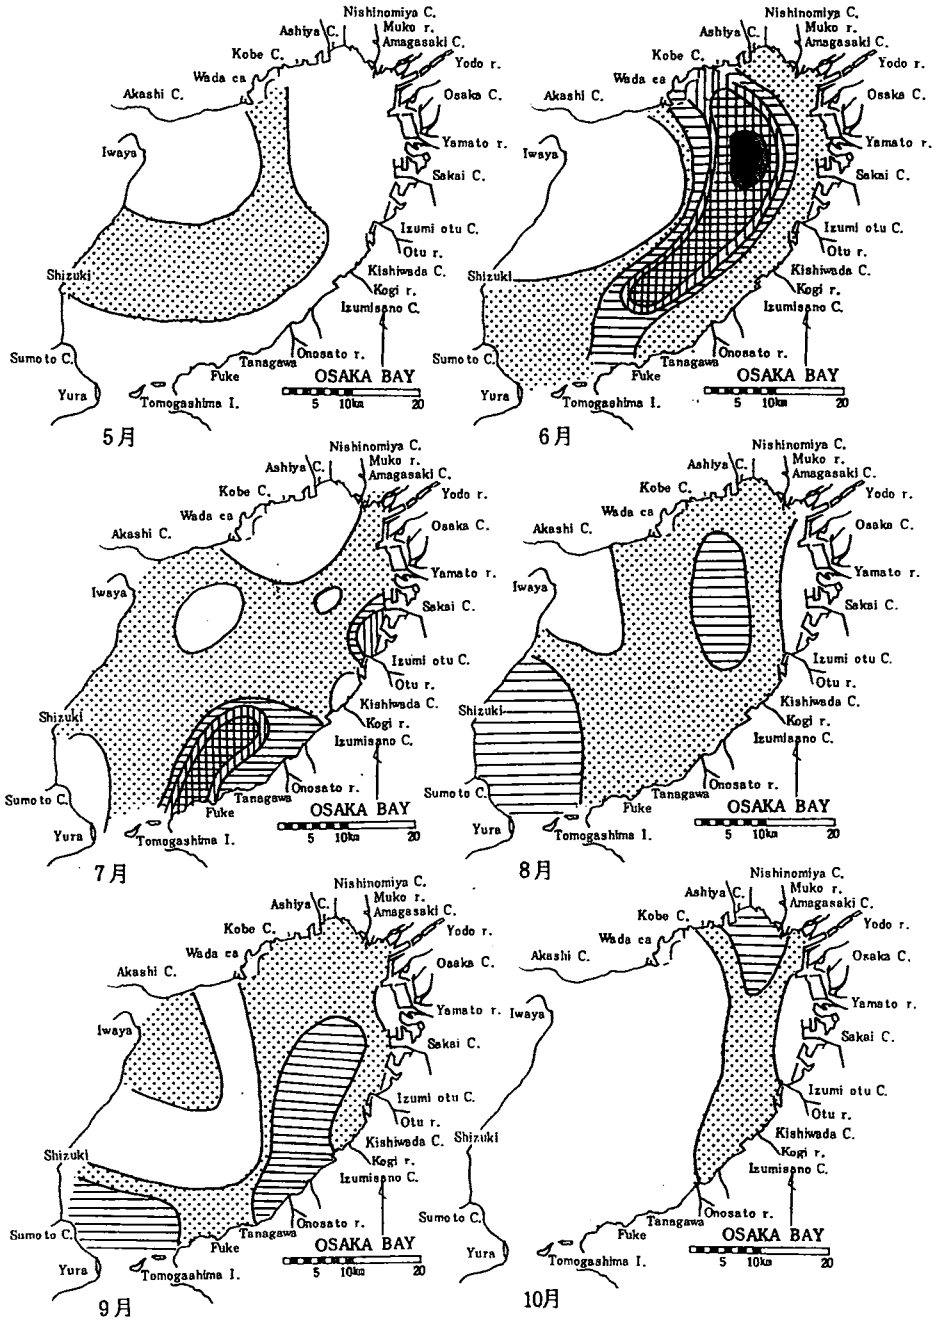 Nishinomiya C.
Ashiya C.
Muko r.
Amagasaki C.
Kobe C.
Yodo r.
Wada ca
Akashi C.
Osaka C.
Iwaya
Yamato r.
Sakai C.
Izumi otu C.
Otu r.
Shizuki
Kishiwada C.
Kogi r.
Izumisano C.
Sumoto C.
Onosato r.
Tanagawa
Fuke
OSAKA BAY
Yura
Tomogashima I.
5 10km 20
5月
Nishinomiya C.
Ashiya C.
Muko r.
Amagasaki C.
Kobe C.
Yodo r.
Wada ca
Akashi C.
Osaka C.
Iwaya
Yamato r.
Sakai C.
Izumi otu C.
Otu r.
Shizuki
Kishiwada C.
Kogi r.
Izumisano C.
Sumoto C.
Onosato r.
Tanagawa
Fuke
OSAKA BAY
Yura
Tomogashima I.
5 10km 20
6月
Nishinomiya C.
Ashiya C.
Muko r.
Amagasaki C.
Kobe C.
Yodo r.
Wada ca
Akashi C.
Osaka C.
Iwaya
Yamato r.
Sakai C.
Izumi otu C.
Otu r.
Shizuki
Kishiwada C.
Kogi r.
Izumisano C.
Sumoto C.
Onosato r.
Tanagawa
Fuke
OSAKA BAY
Yura
Tomogashima I.
5 10km 20
7月
Nishinomiya C.
Ashiya C.
Muko r.
Amagasaki C.
Kobe C.
Yodo r.
Wada ca
Akashi C.
Osaka C.
Iwaya
Yamato r.
Sakai C.
Izumi otu C.
Otu r.
Shizuki
Kishiwada C.
Kogi r.
Izumisano C.
Sumoto C.
Onosato r.
Tanagawa
Fuke
OSAKA BAY
Yura
Tomogashima I.
5 10km 20
8月
Nishinomiya C.
Ashiya C.
Muko r.
Amagasaki C.
Kobe C.
Yodo r.
Wada ca
Akashi C.
Osaka C.
Iwaya
Yamato r.
Sakai C.
Izumi otu C.
Otu r.
Shizuki
Kishiwada C.
Kogi r.
Izumisano C.
Sumoto C.
Onosato r.
Tanagawa
Fuke
OSAKA BAY
Yura
Tomogashima I.
5 10km 20
9月
Nishinomiya C.
Ashiya C.
Muko r.
Amagasaki C.
Kobe C.
Yodo r.
Wada ca
Akashi C.
Osaka C.
Iwaya
Yamato r.
Sakai C.
Izumi otu C.
Otu r.
Shizuki
Kishiwada C.
Kogi r.
Izumisano C.
Sumoto C.
Onosato r.
Tanagawa
Fuke
OSAKA BAY
Yura
Tomogashima I.
5 10km 20
10月